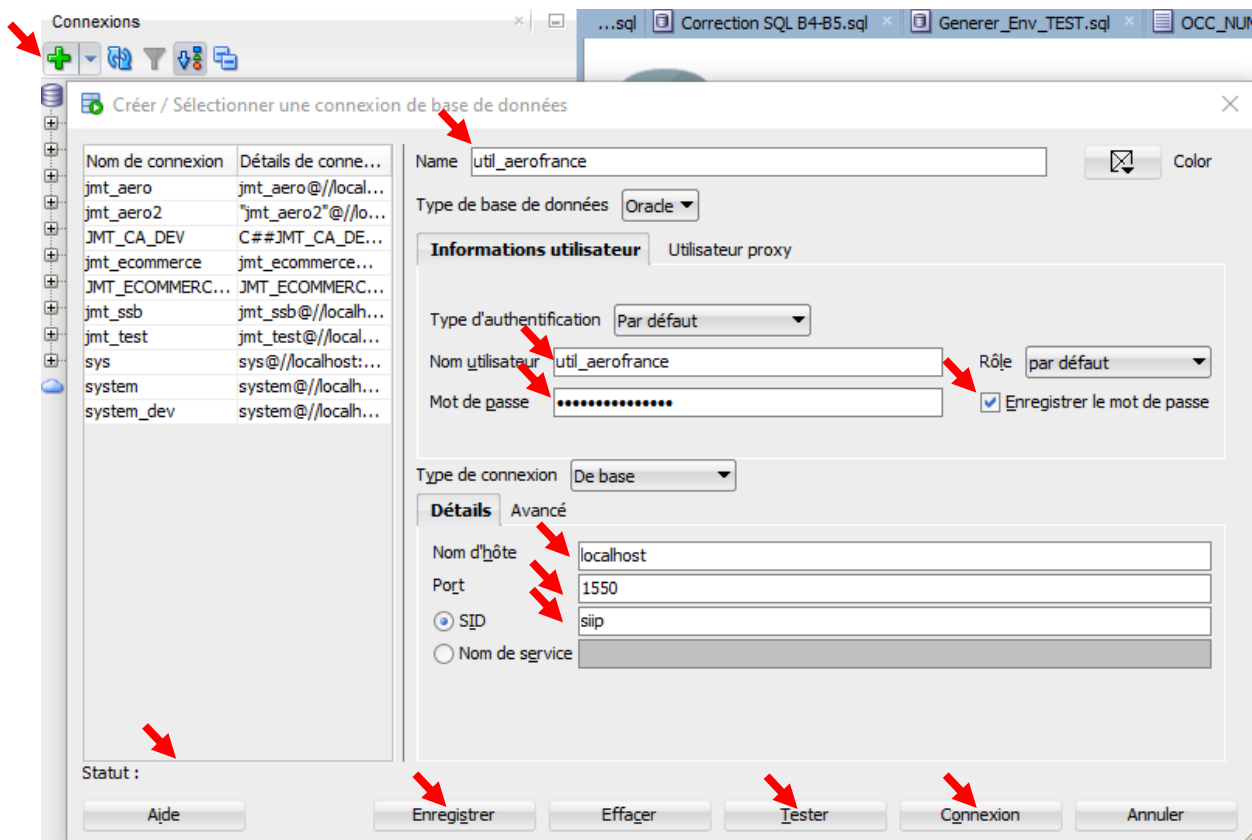 Connexions
...sql
Correction SQL B4-B5.sql
Generer_Env_TEST.sql
OCC_NUM
Créer / Sélectionner une connexion de base de données
Nom de connexion Détails de conne...
jmt_aero jmt_aero@//local...
jmt_aero2 "jmt_aero2"@//lo...
JMT_CA_DEV C##JMT_CA_DE...
jmt_ecommerce jmt_ecommerce...
JMT_ECOMMERC... JMT_ECOMMERC...
jmt_ssb jmt_ssb@//localh...
jmt_test jmt_test@//local...
sys sys@//localhost:...
system system@//localh...
system_dev system@//localh...
Name util_aerofrance Color
Type de base de données Oracle
Informations utilisateur Utilisateur proxy
Type d'authentification Par défaut
Nom utilisateur util_aerofrance Rôle par défaut
Mot de passe ••••••••••••••• Enregistrer le mot de passe
Type de connexion De base
Détails Avancé
Nom d'hôte localhost
Port 1550
SID siip
Nom de service
Statut :
Aide Enregistrer Effacer Tester Connexion Annuler